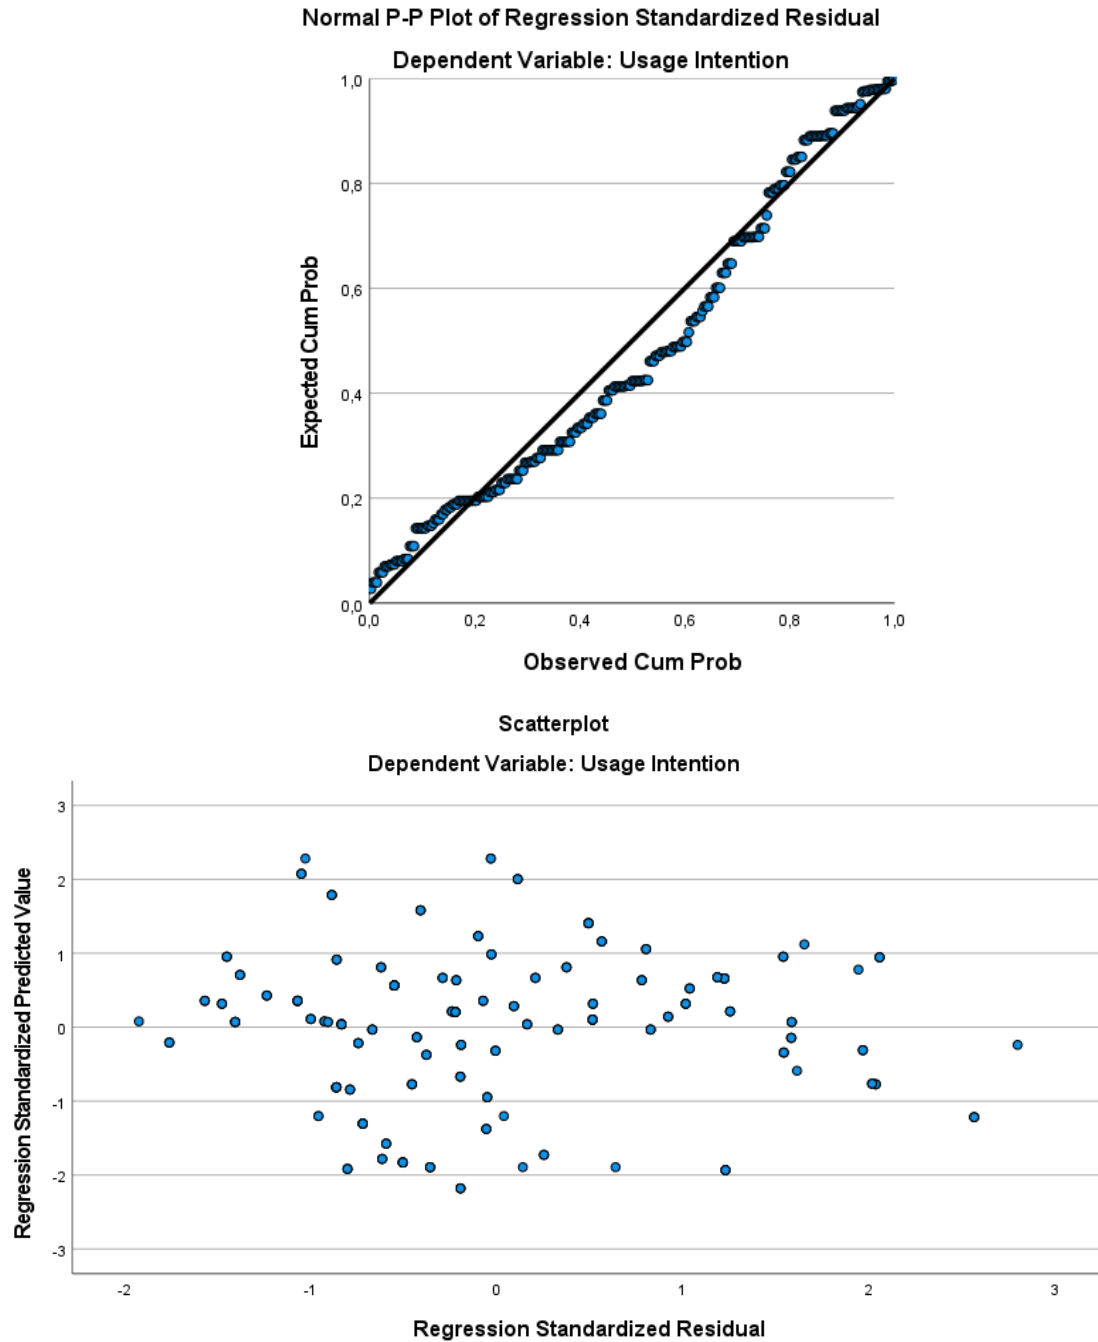 Normal P-P Plot of Regression Standardized Residual
Dependent Variable: Usage Intention
Expected Cum Prob
1,0
0,8
0,6
0,4
0,2
0,0
0,0 0,2 0,4 0,6 0,8 1,0
Observed Cum Prob
Scatterplot
Dependent Variable: Usage Intention
Regression Standardized Predicted Value
3
2
1
0
-1
-2
-3
-2 -1 0 1 2 3
Regression Standardized Residual